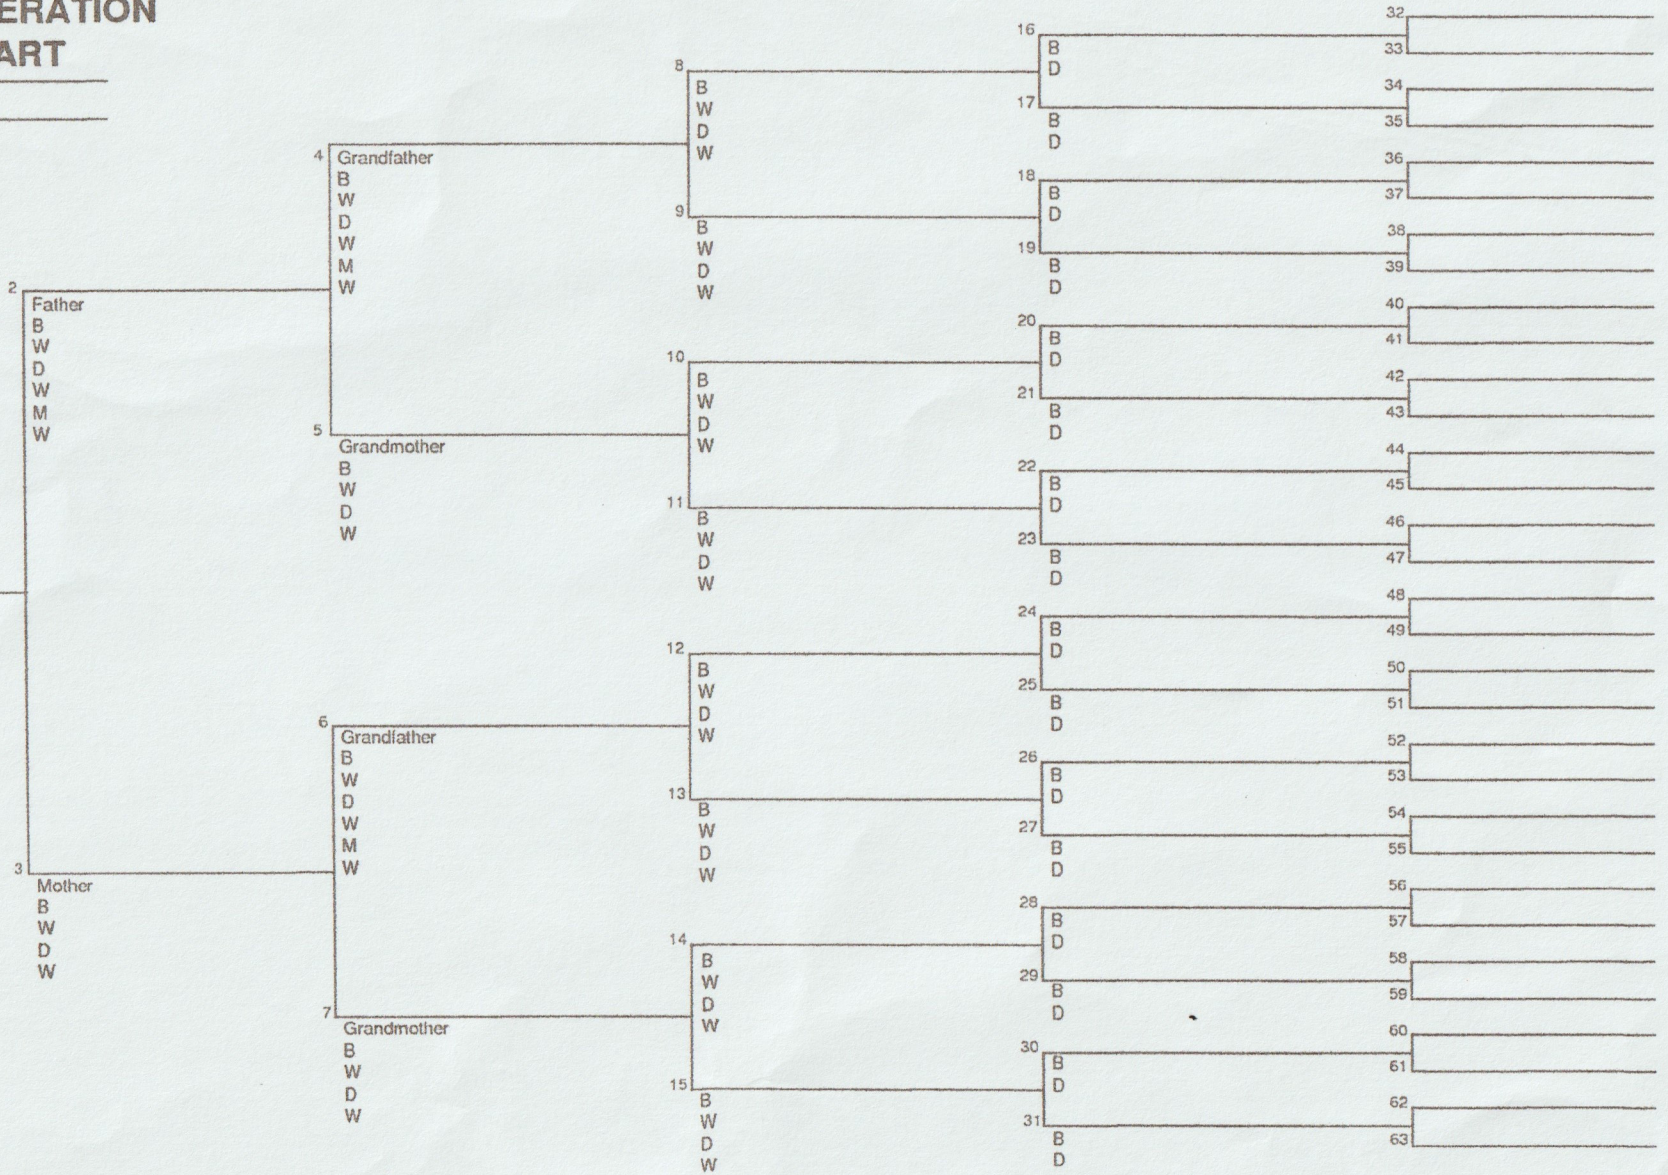 ERATION
ART
2
Father
B
W
D
W
M
W
3
Mother
B
W
D
W
4
Grandfather
B
W
D
W
M
W
5
Grandmother
B
W
D
W
6
Grandfather
B
W
D
W
M
W
7
Grandmother
B
W
D
W
8
B
W
D
W
9
B
W
D
W
10
B
W
D
W
11
B
W
D
W
12
B
W
D
W
13
B
W
D
W
14
B
W
D
W
15
B
W
D
W
16
B
D
17
B
D
18
B
D
19
B
D
20
B
D
21
B
D
22
B
D
23
B
D
24
B
D
25
B
D
26
B
D
27
B
D
28
B
D
29
B
D
30
B
D
31
B
D
32
33
34
35
36
37
38
39
40
41
42
43
44
45
46
47
48
49
50
51
52
53
54
55
56
57
58
59
60
61
62
63